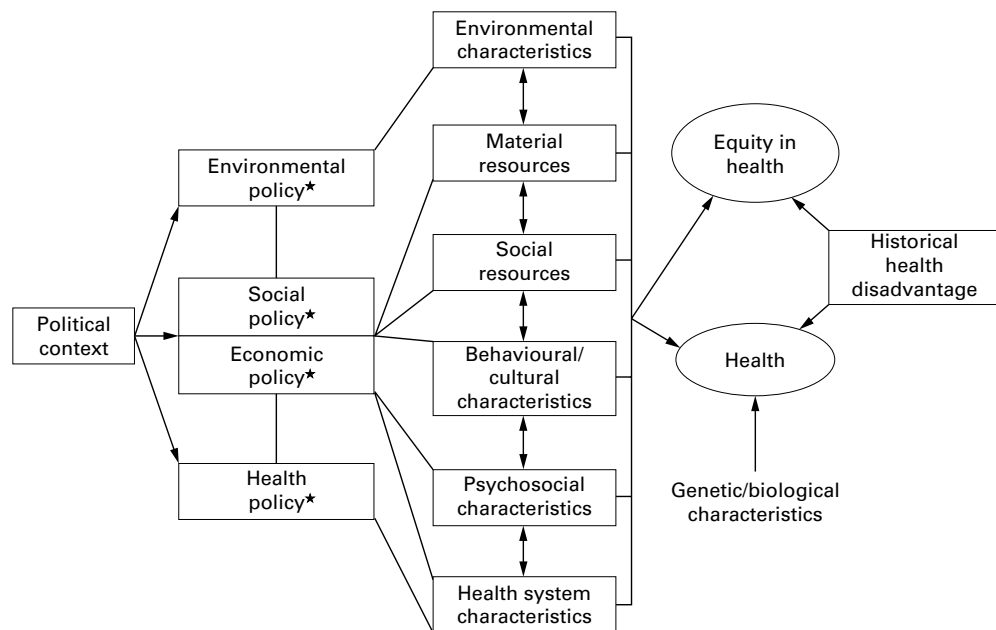 Environmental
characteristics
Material
resources
Environmental
policy★
Equity in
health
Social
resources
Historical
health
disadvantage
Social
policy★
Political
context
Economic
policy★
Behavioural/
cultural
characteristics
Health
Health
policy★
Psychosocial
characteristics
Genetic/biological
characteristics
Health system
characteristics